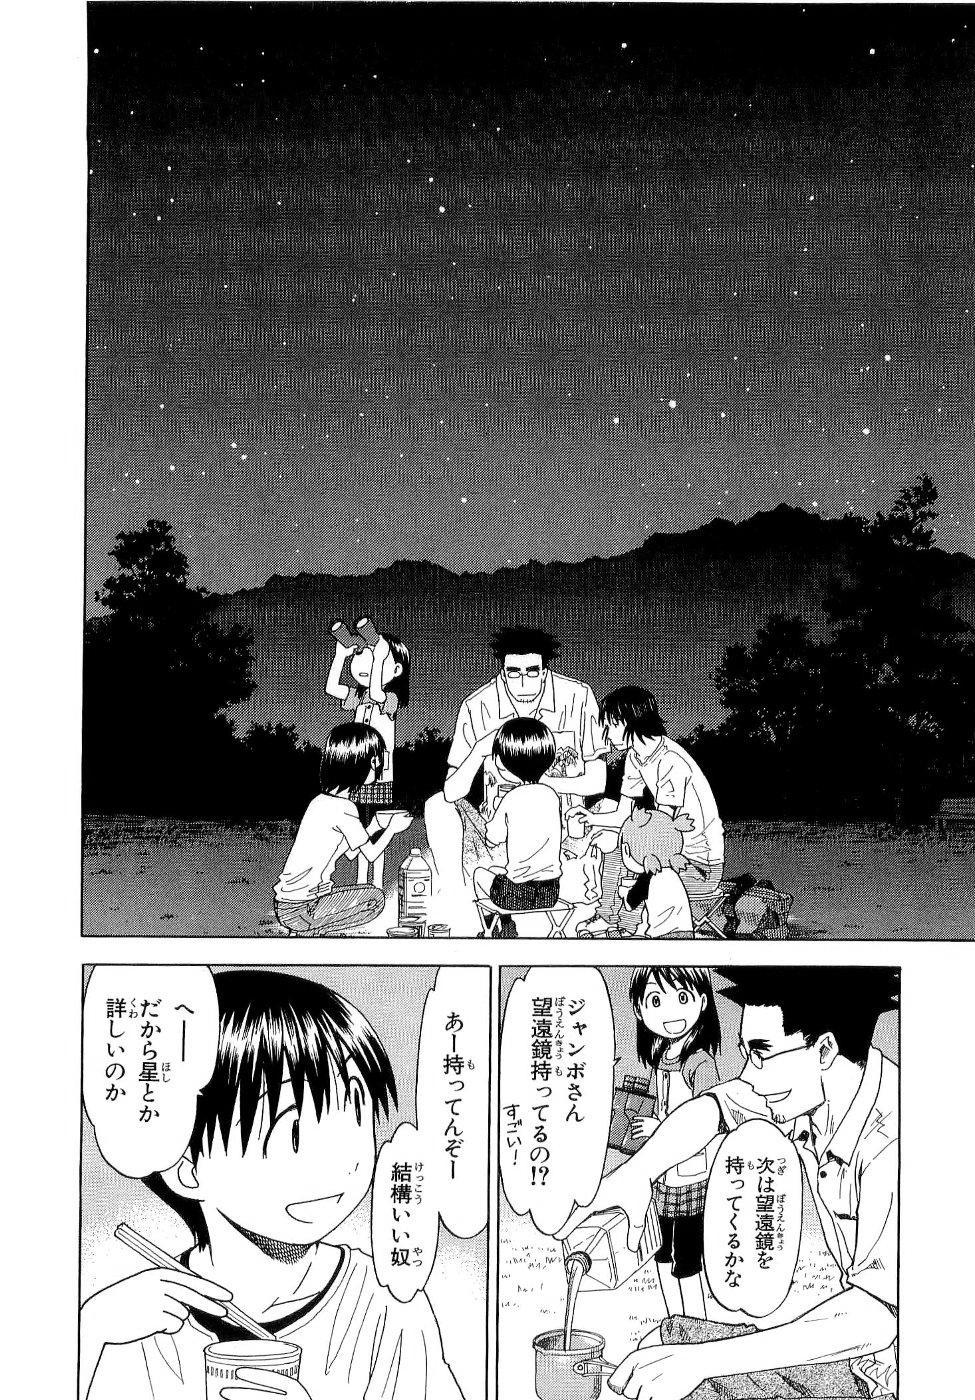 次は望遠鏡を
持ってくるかな
ジャンボさん
望遠鏡持ってるの!?
すごい!
あー持ってんぞー
結構いい奴
へー
だから星とか
詳しいのか